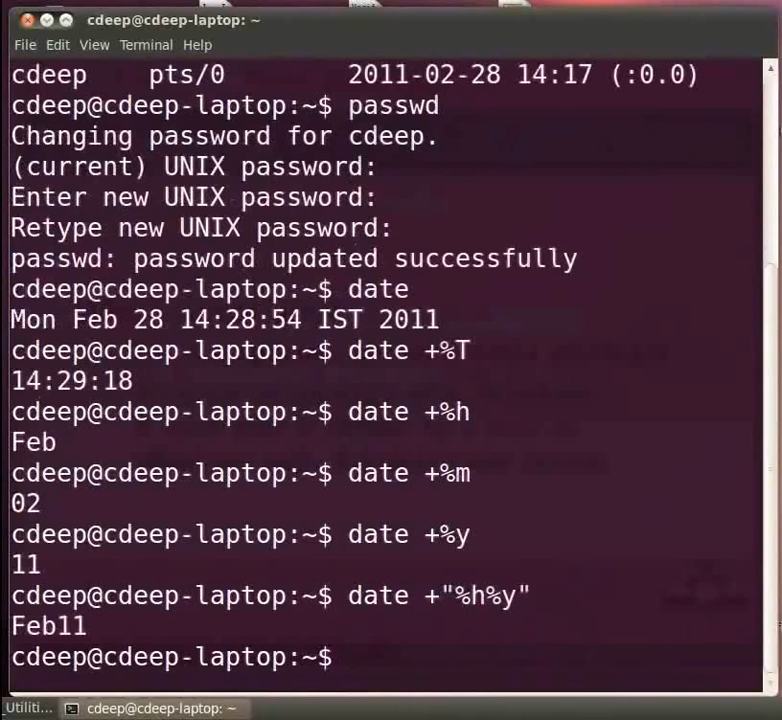 cdeep@cdeep-laptop: ~
File Edit View Terminal Help
cdeep    pts/0        2011-02-28 14:17 (:0.0)
cdeep@cdeep-laptop:~$ passwd
Changing password for cdeep.
(current) UNIX password:
Enter new UNIX password:
Retype new UNIX password:
passwd: password updated successfully
cdeep@cdeep-laptop:~$ date
Mon Feb 28 14:28:54 IST 2011
cdeep@cdeep-laptop:~$ date +%T
14:29:18
cdeep@cdeep-laptop:~$ date +%h
Feb
cdeep@cdeep-laptop:~$ date +%m
02
cdeep@cdeep-laptop:~$ date +%y
11
cdeep@cdeep-laptop:~$ date +"%h%y"
Feb11
cdeep@cdeep-laptop:~$
Utiliti... cdeep@cdeep-laptop: ~